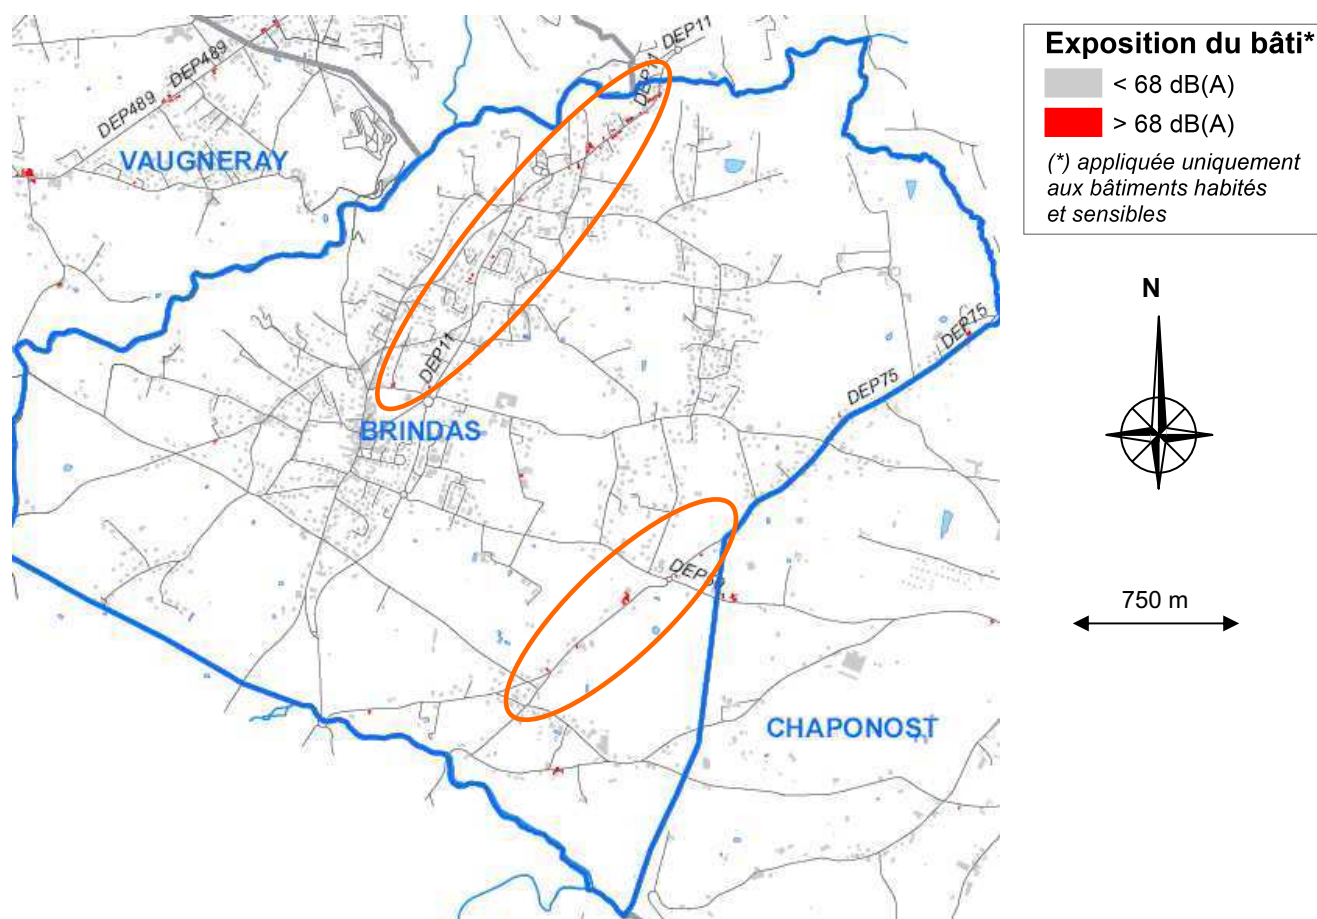 DEP11
DEP11
DEP489
DEP489
VAUGNERAY
DEP75
DEP11
DEP75
BRINDAS
CHAPONOST
Exposition du bâti*
< 68 dB(A)
> 68 dB(A)
(*) appliquée uniquement
aux bâtiments habités
et sensibles
N
750 m